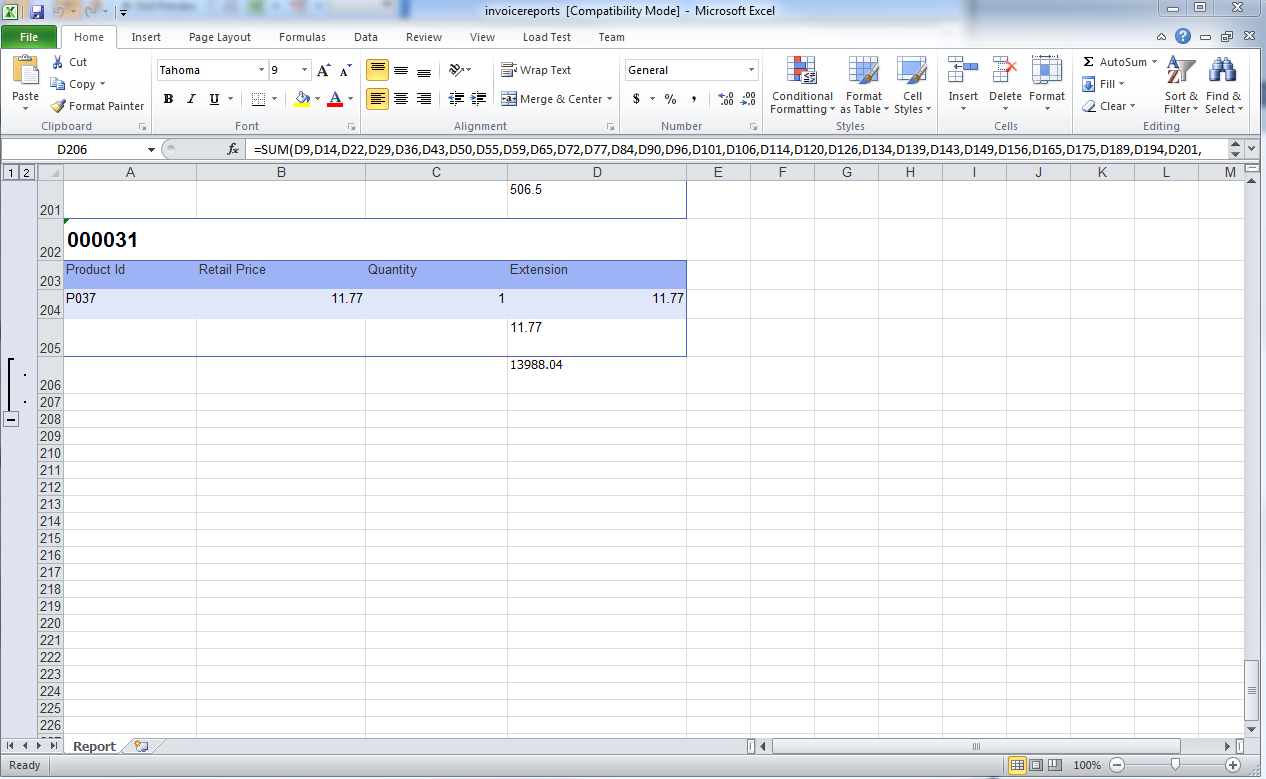 invoicereports [Compatibility Mode] - Microsoft Excel
File Home Insert Page Layout Formulas Data Review View Load Test Team
Paste Cut Copy Format Painter Clipboard
Tahoma 9 B I U Font
Wrap Text Merge & Center Alignment
General $ % , Number
Conditional Formatting Format as Table Cell Styles Styles
Insert Delete Format Cells
Σ AutoSum Fill Clear Sort & Filter Find & Select Editing
D206 fx =SUM(D9,D14,D22,D29,D36,D43,D50,D55,D59,D65,D72,D77,D84,D90,D96,D101,D106,D114,D120,D126,D134,D139,D143,D149,D156,D165,D175,D189,D194,D201,
1 2 A B C D E F G H I J K L M
201 506.5
202 000031
203 Product Id Retail Price Quantity Extension
204 P037 11.77 1 11.77
205 11.77
206 13988.04
207
208
209
210
211
212
213
214
215
216
217
218
219
220
221
222
223
224
225
226
Report
Ready 100%